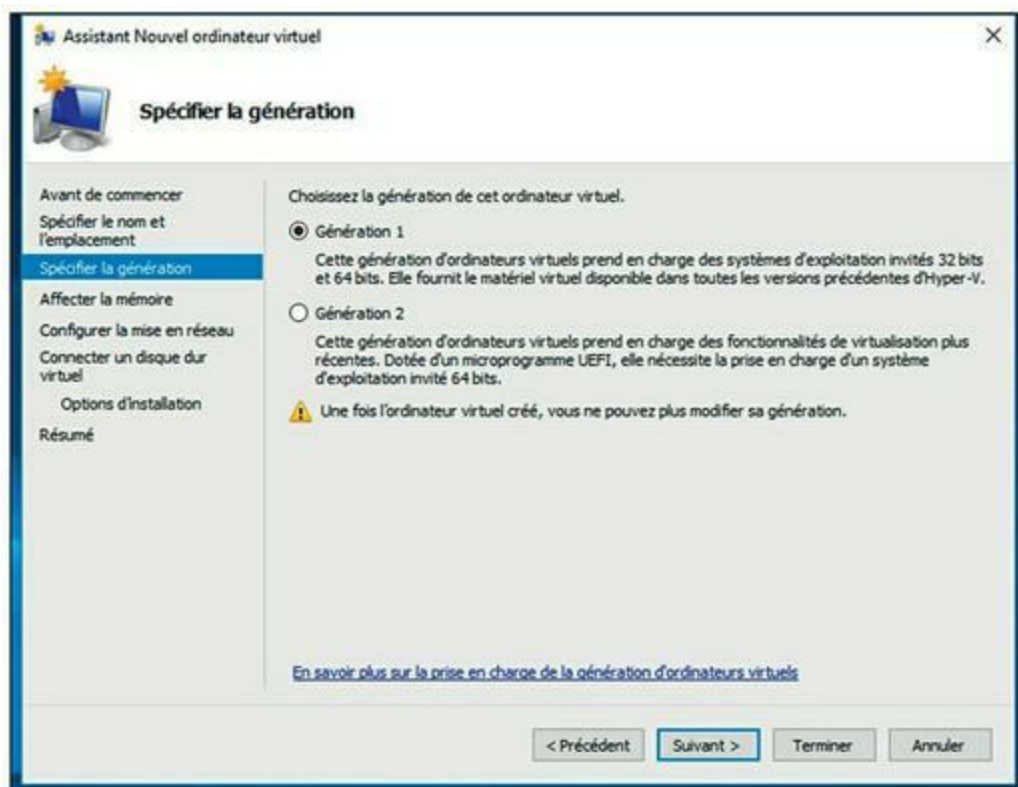 Assistant Nouvel ordinateur virtuel
Spécifier la génération
Avant de commencer
Spécifier le nom et
l'emplacement
Spécifier la génération
Affecter la mémoire
Configurer la mise en réseau
Connecter un disque dur
virtuel
Options d'installation
Résumé
Choisissez la génération de cet ordinateur virtuel.
Génération 1
Cette génération d'ordinateurs virtuels prend en charge des systèmes d'exploitation invités 32 bits
et 64 bits. Elle fournit le matériel virtuel disponible dans toutes les versions précédentes d'Hyper-V.
Génération 2
Cette génération d'ordinateurs virtuels prend en charge des fonctionnalités de virtualisation plus
récentes. Dotée d'un microprogramme UEFI, elle nécessite la prise en charge d'un système
d'exploitation invité 64 bits.
Une fois l'ordinateur virtuel créé, vous ne pouvez plus modifier sa génération.
En savoir plus sur la prise en charge de la génération d'ordinateurs virtuels
< Précédent Suivant > Terminer Annuler